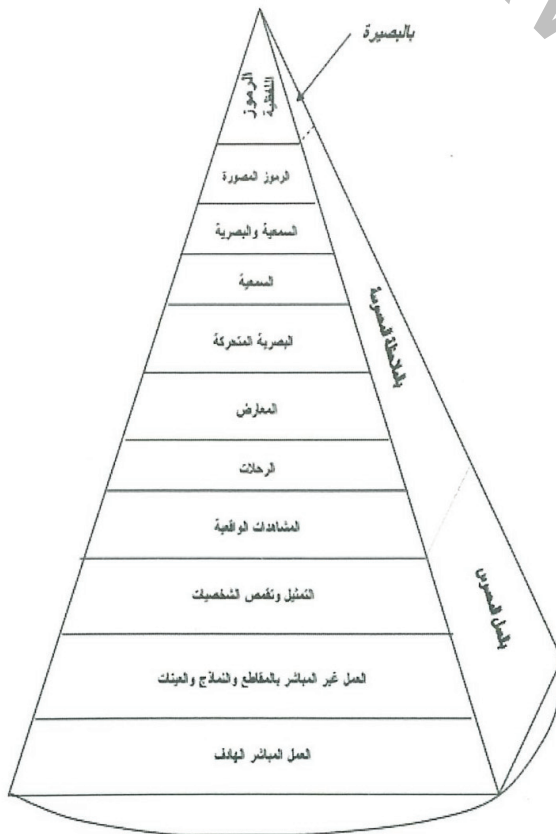 بالبصيرة
الرموز
اللفظية
الرموز المصورة
السمعية والبصرية
السمعية
البصرية المتحركة
المعارض
الرحلات
المشاهدات الواقعية
التمثيل وتقمص الشخصيات
العمل غير المباشر بالمقاطع والنماذج والعينات
العمل المباشر الهادف
بالملاحظة المحسوسة
بالعمل المحسوس